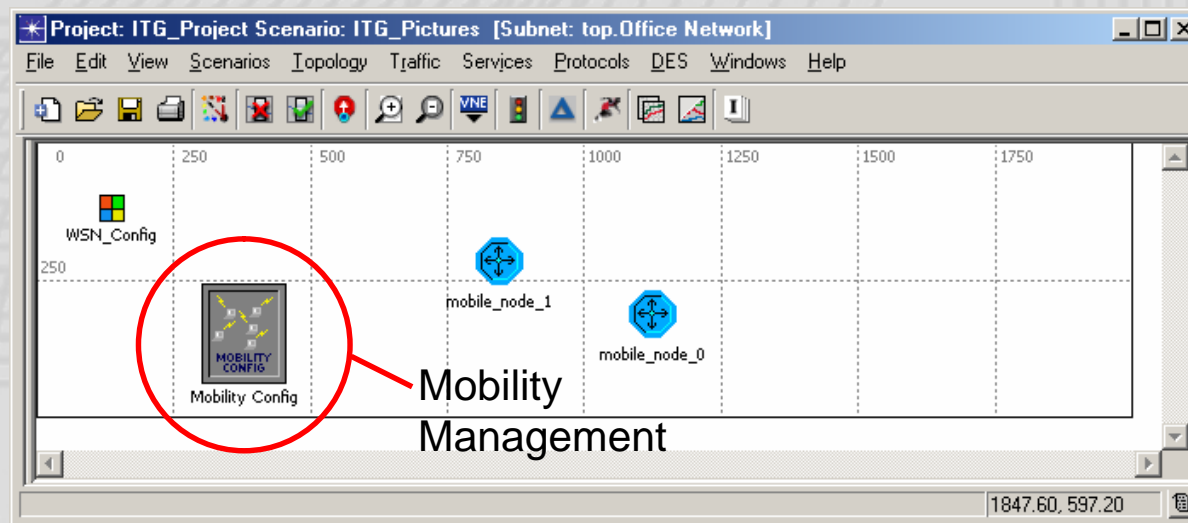 Project: ITG_Project Scenario: ITG_Pictures [Subnet: top.Office Network]
File Edit View Scenarios Topology Traffic Services Protocols DES Windows Help
VNE
0 250 500 750 1000 1250 1500 1750
WSN_Config
250
mobile_node_1
mobile_node_0
MOBILITY
CONFIG
Mobility Config
Mobility
Management
1847.60, 597.20